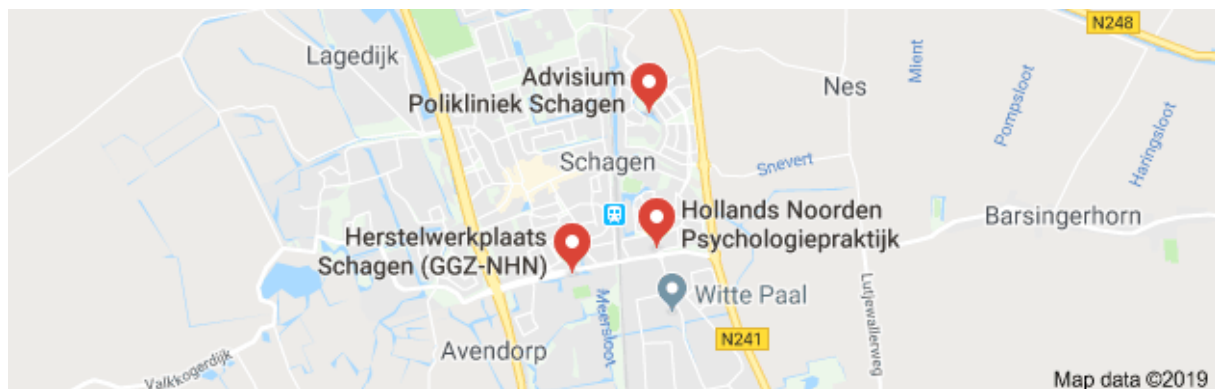 N248
Lagedijk
Advisium
Polikliniek Schagen
Nes
Mient
Pompsloot
Haringsloot
Schagen
Snevert
Hollands Noorden
Psychologiepraktijk
Barsingerhorn
Herstelwerkplaats
Schagen (GGZ-NHN)
Witte Paal
Meersloot
Lutjewallerweg
N241
Avendorp
Valkkogerdijk
Map data ©2019